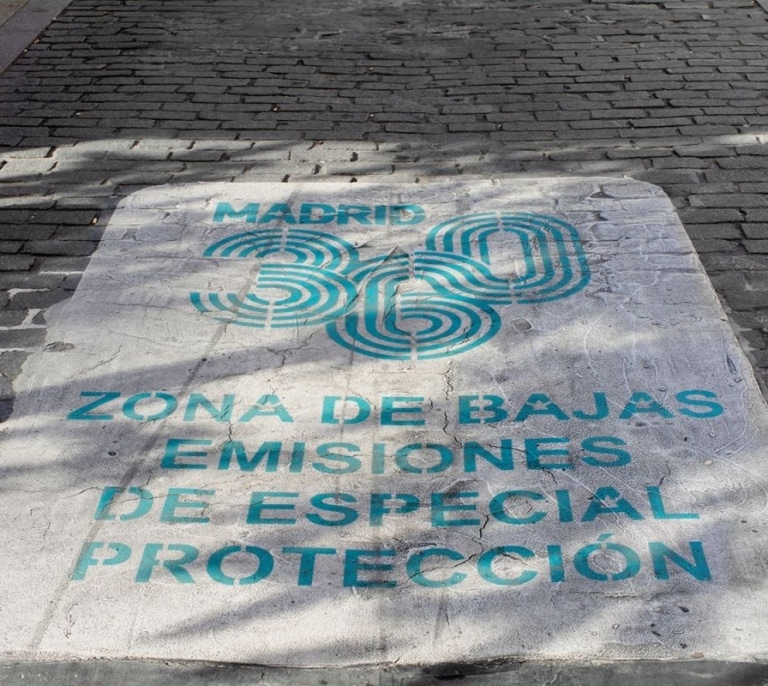 MADRID
360
ZONA DE BAJAS
EMISIONES
DE ESPECIAL
PROTECCIÓN